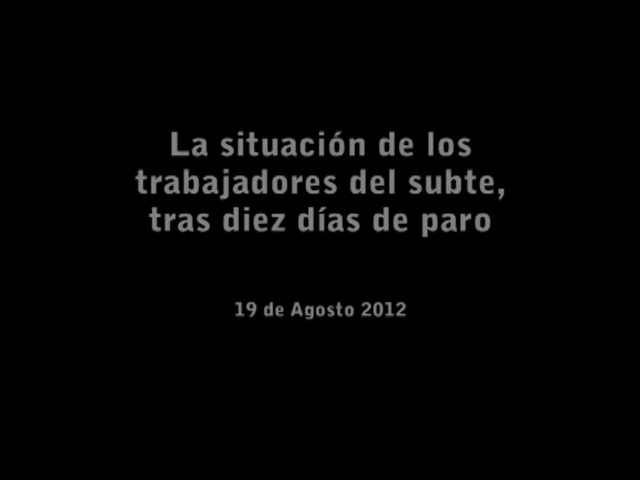 La situación de los
trabajadores del subte,
tras diez días de paro
19 de Agosto 2012